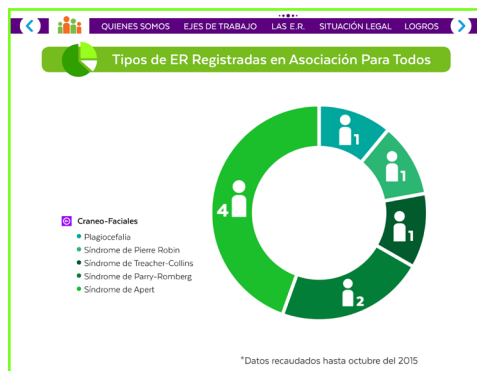 QUIENES SOMOS EJES DE TRABAJO LAS E.R. SITUACIÓN LEGAL LOGROS
Tipos de ER Registradas en Asociación Para Todos
1
1
4
1
2
Craneo-Faciales
Plagiocefalia
Síndrome de Pierre Robin
Síndrome de Treacher-Collins
Síndrome de Parry-Romberg
Síndrome de Apert
*Datos recaudados hasta octubre del 2015